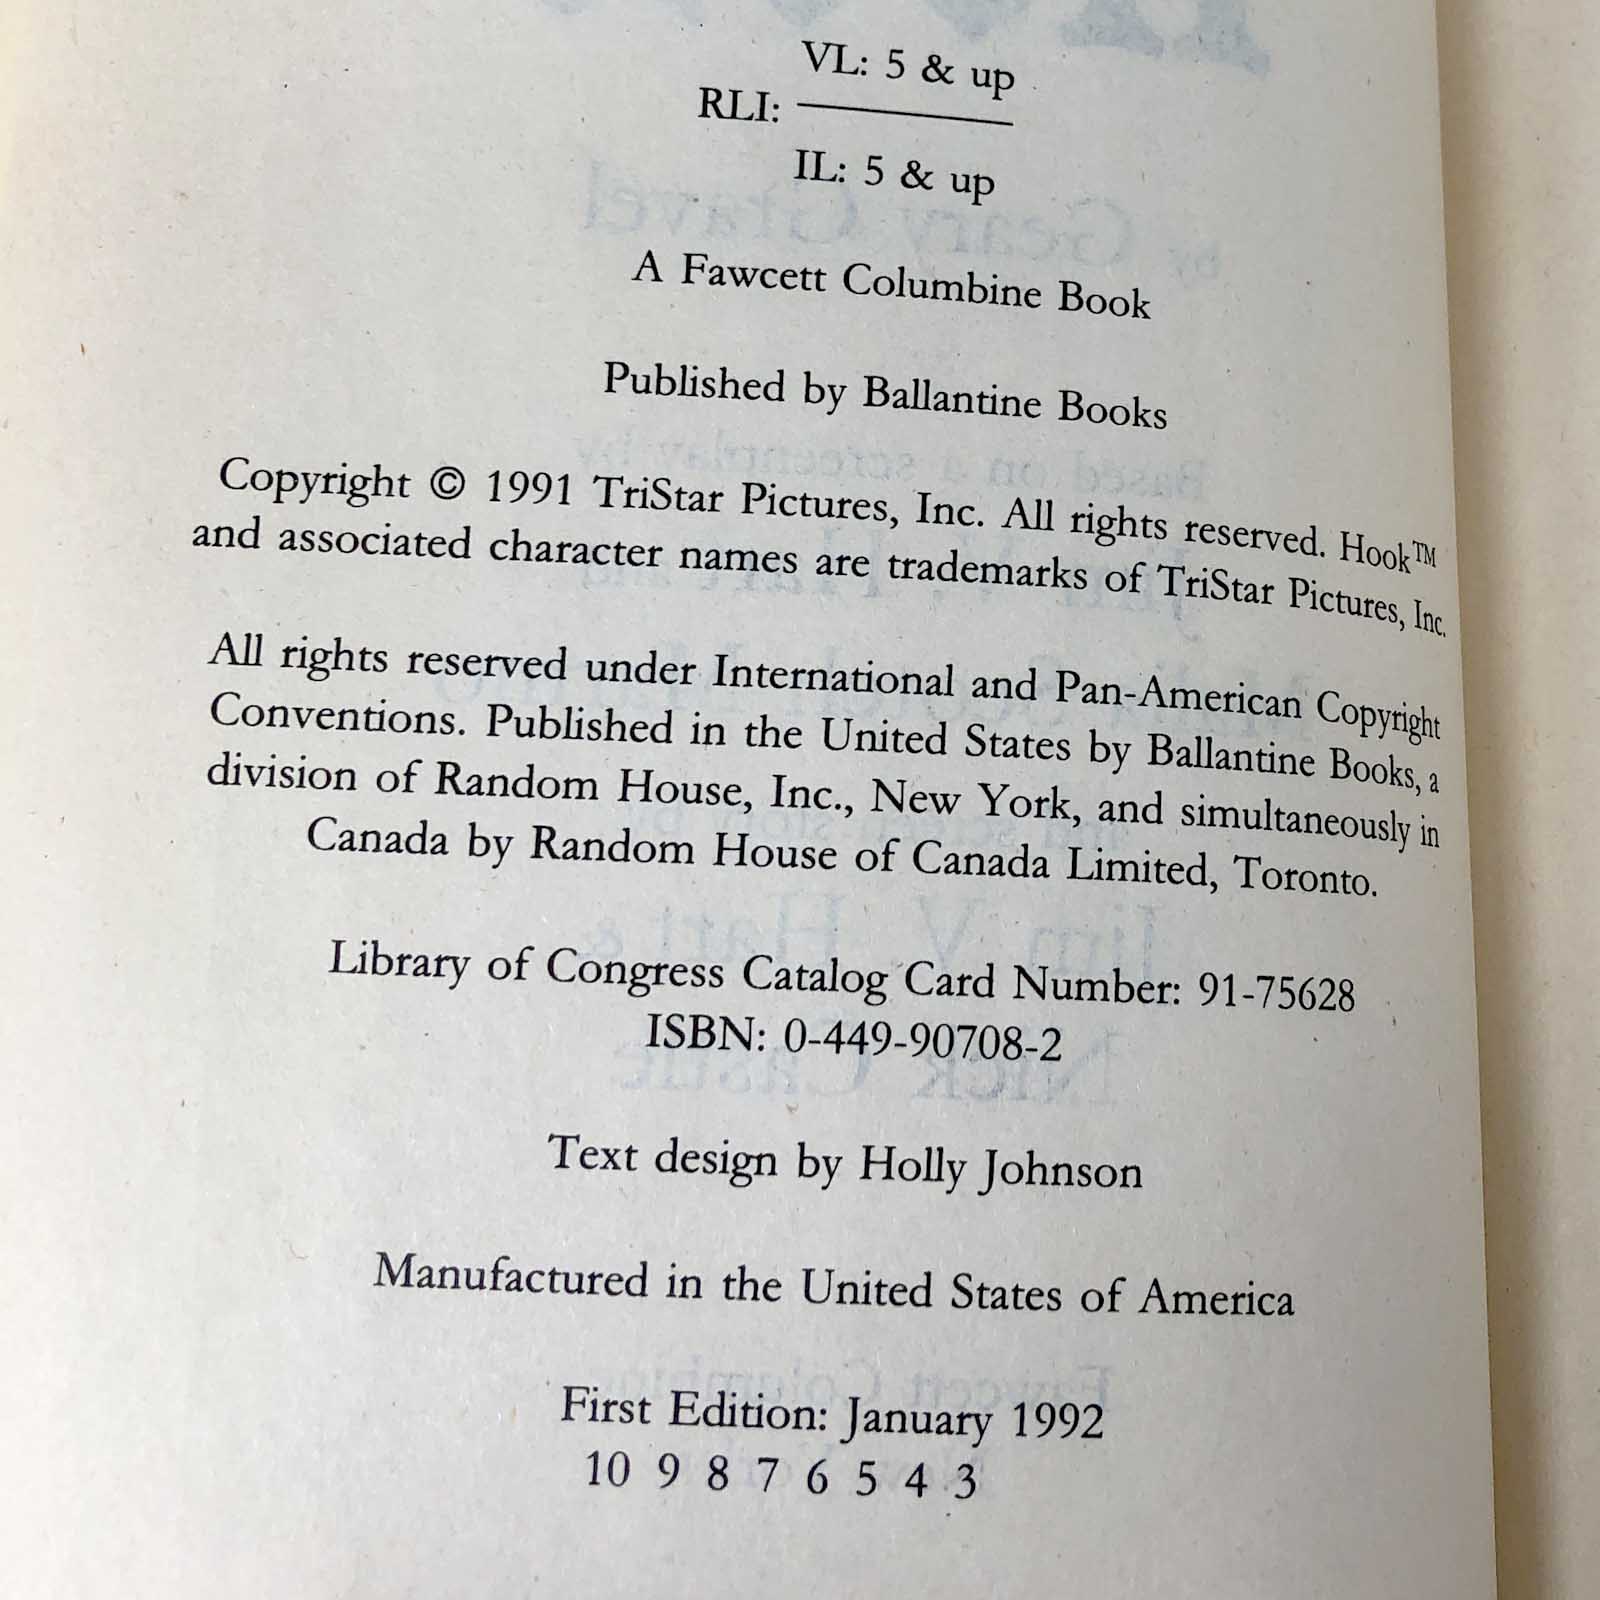 VL: 5 & up
RLI:
IL: 5 & up
A Fawcett Columbine Book
Published by Ballantine Books
Copyright © 1991 TriStar Pictures, Inc. All rights reserved. Hook™
and associated character names are trademarks of TriStar Pictures, Inc.
All rights reserved under International and Pan-American Copyright
Conventions. Published in the United States by Ballantine Books, a
division of Random House, Inc., New York, and simultaneously in
Canada by Random House of Canada Limited, Toronto.
Library of Congress Catalog Card Number: 91-75628
ISBN: 0-449-90708-2
Text design by Holly Johnson
Manufactured in the United States of America
First Edition: January 1992
10 9 8 7 6 5 4 3